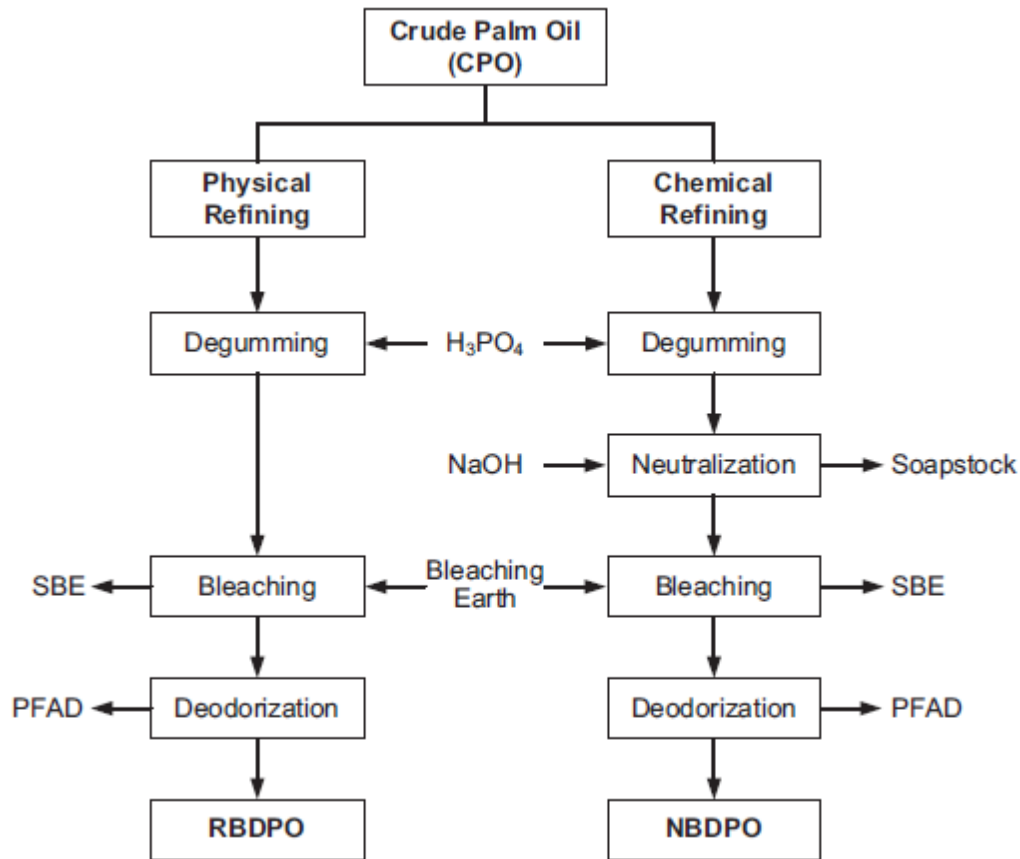 Crude Palm Oil
(CPO)
Physical
Refining
Chemical
Refining
Degumming
H₃PO₄
Degumming
NaOH
Neutralization
Soapstock
SBE
Bleaching
Bleaching
Earth
Bleaching
SBE
PFAD
Deodorization
Deodorization
PFAD
RBDPO
NBDPO